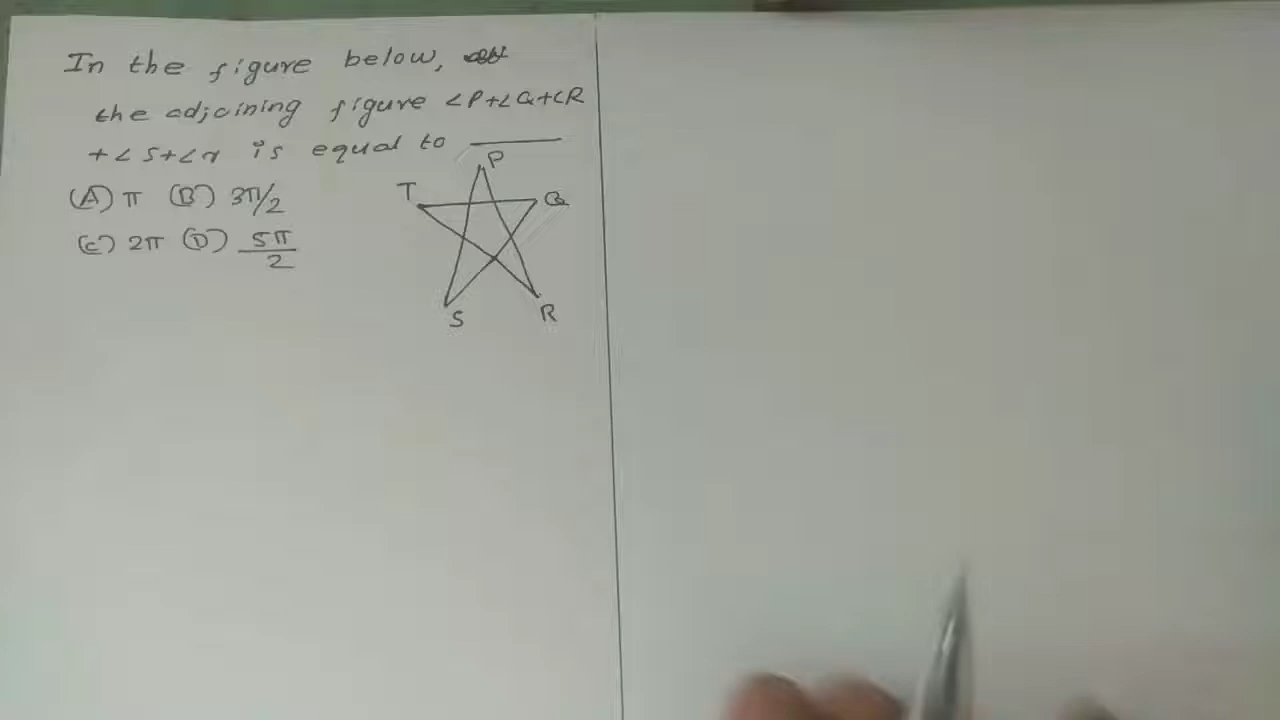 In the figure below,
the adjoining figure ∠P+∠Q+∠R
+∠S+∠T is equal to ______
(A) π (B) 3π/2
(C) 2π (D) 5π/2
P
T
Q
S
R